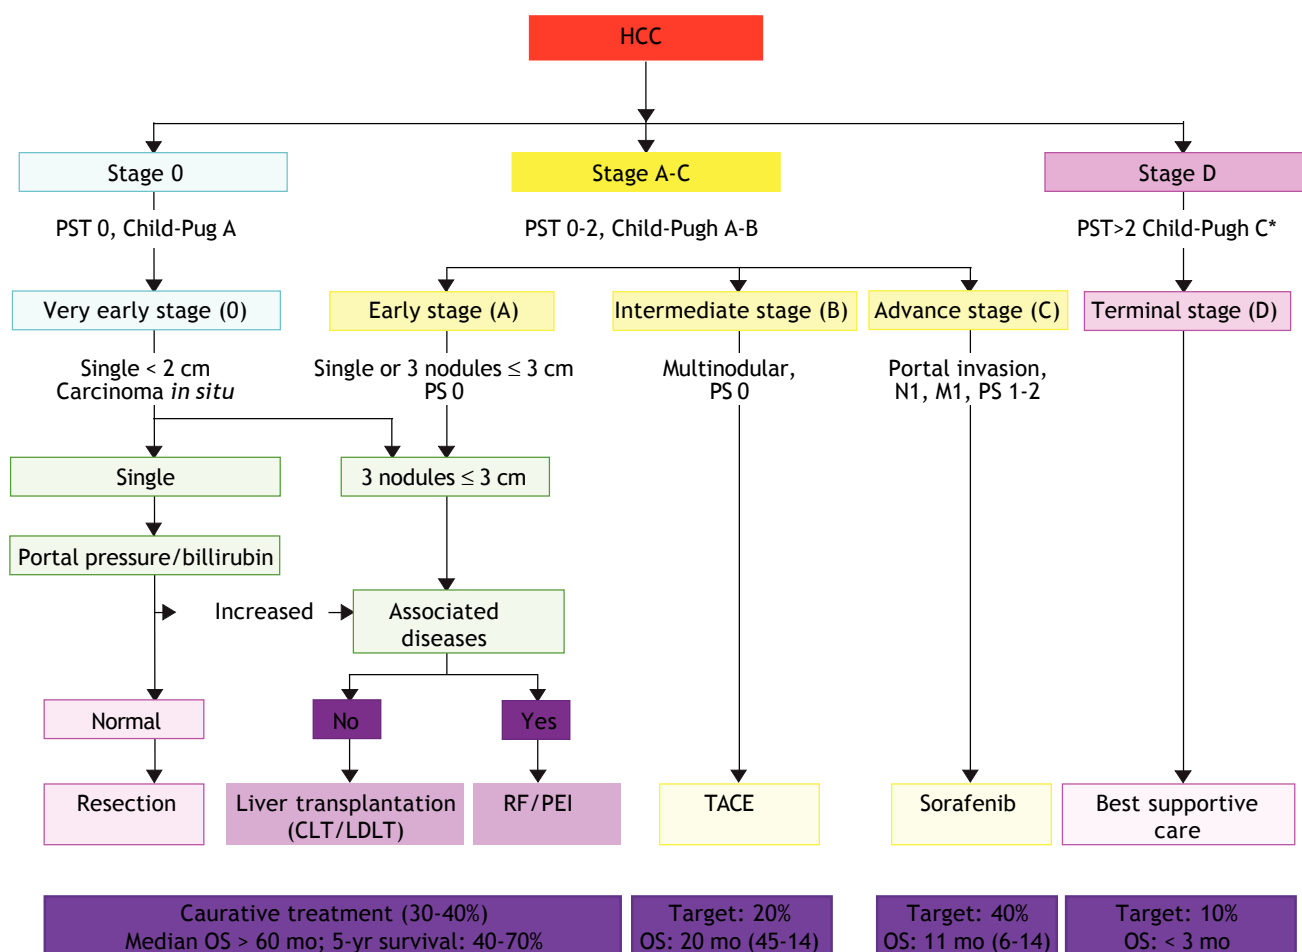 HCC
Stage 0
Stage A-C
Stage D
PST 0, Child-Pug A
PST 0-2, Child-Pugh A-B
PST>2 Child-Pugh C*
Very early stage (0)
Early stage (A)
Intermediate stage (B)
Advance stage (C)
Terminal stage (D)
Single < 2 cm
Carcinoma in situ
Single or 3 nodules ≤ 3 cm
PS 0
Multinodular,
PS 0
Portal invasion,
N1, M1, PS 1-2
Single
3 nodules ≤ 3 cm
Portal pressure/billirubin
Increased
Associated
diseases
Normal
No
Yes
Resection
Liver transplantation
(CLT/LDLT)
RF/PEI
TACE
Sorafenib
Best supportive
care
Caurative treatment (30-40%)
Median OS > 60 mo; 5-yr survival: 40-70%
Target: 20%
OS: 20 mo (45-14)
Target: 40%
OS: 11 mo (6-14)
Target: 10%
OS: < 3 mo